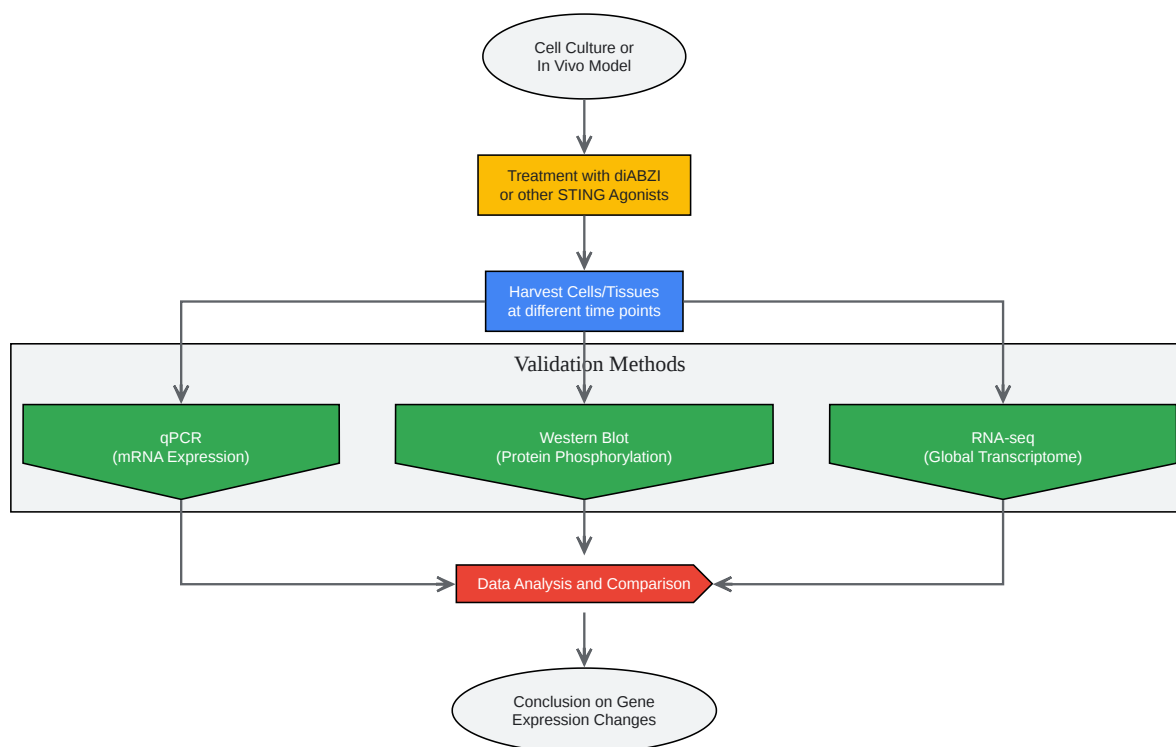 Cell Culture or
In Vivo Model
Treatment with diABZI
or other STING Agonists
Harvest Cells/Tissues
at different time points
Validation Methods
qPCR
(mRNA Expression)
Western Blot
(Protein Phosphorylation)
RNA-seq
(Global Transcriptome)
Data Analysis and Comparison
Conclusion on Gene
Expression Changes